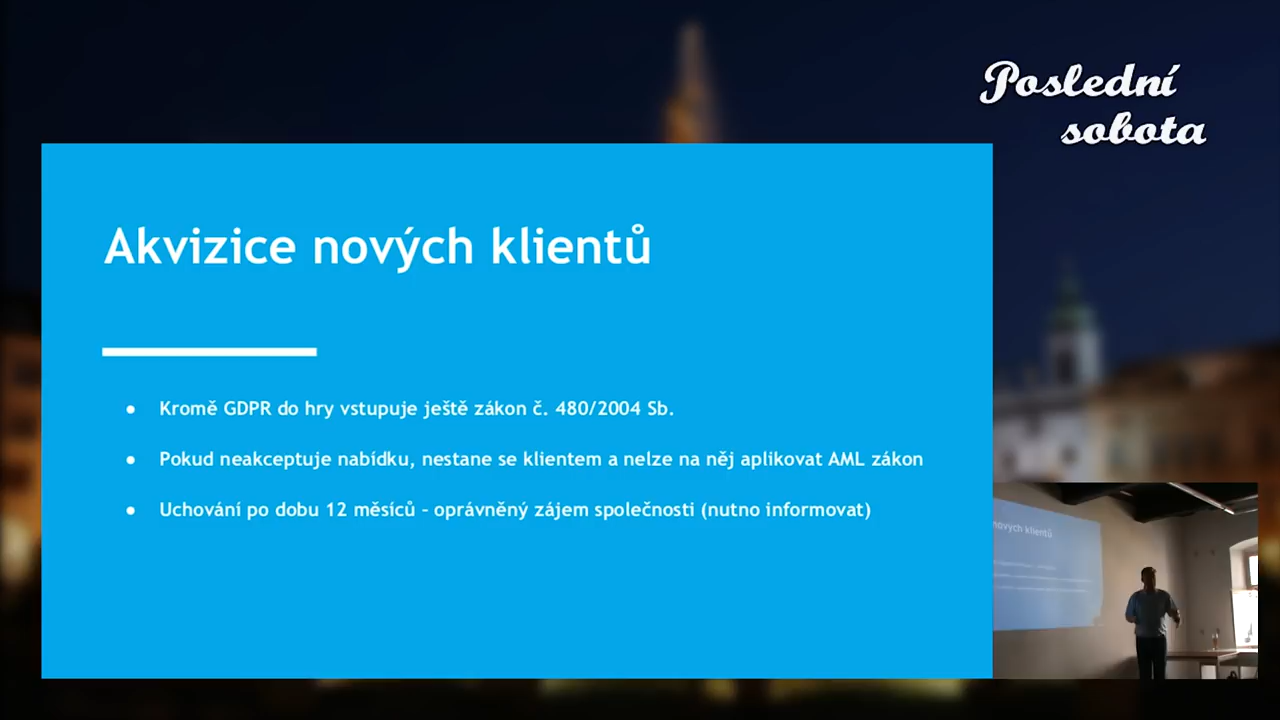 Poslední
sobota
Akvizice nových klientů
● Kromě GDPR do hry vstupuje ještě zákon č. 480/2004 Sb.
● Pokud neakceptuje nabídku, nestane se klientem a nelze na něj aplikovat AML zákon
● Uchování po dobu 12 měsíců – oprávněný zájem společnosti (nutno informovat)
nových klientů